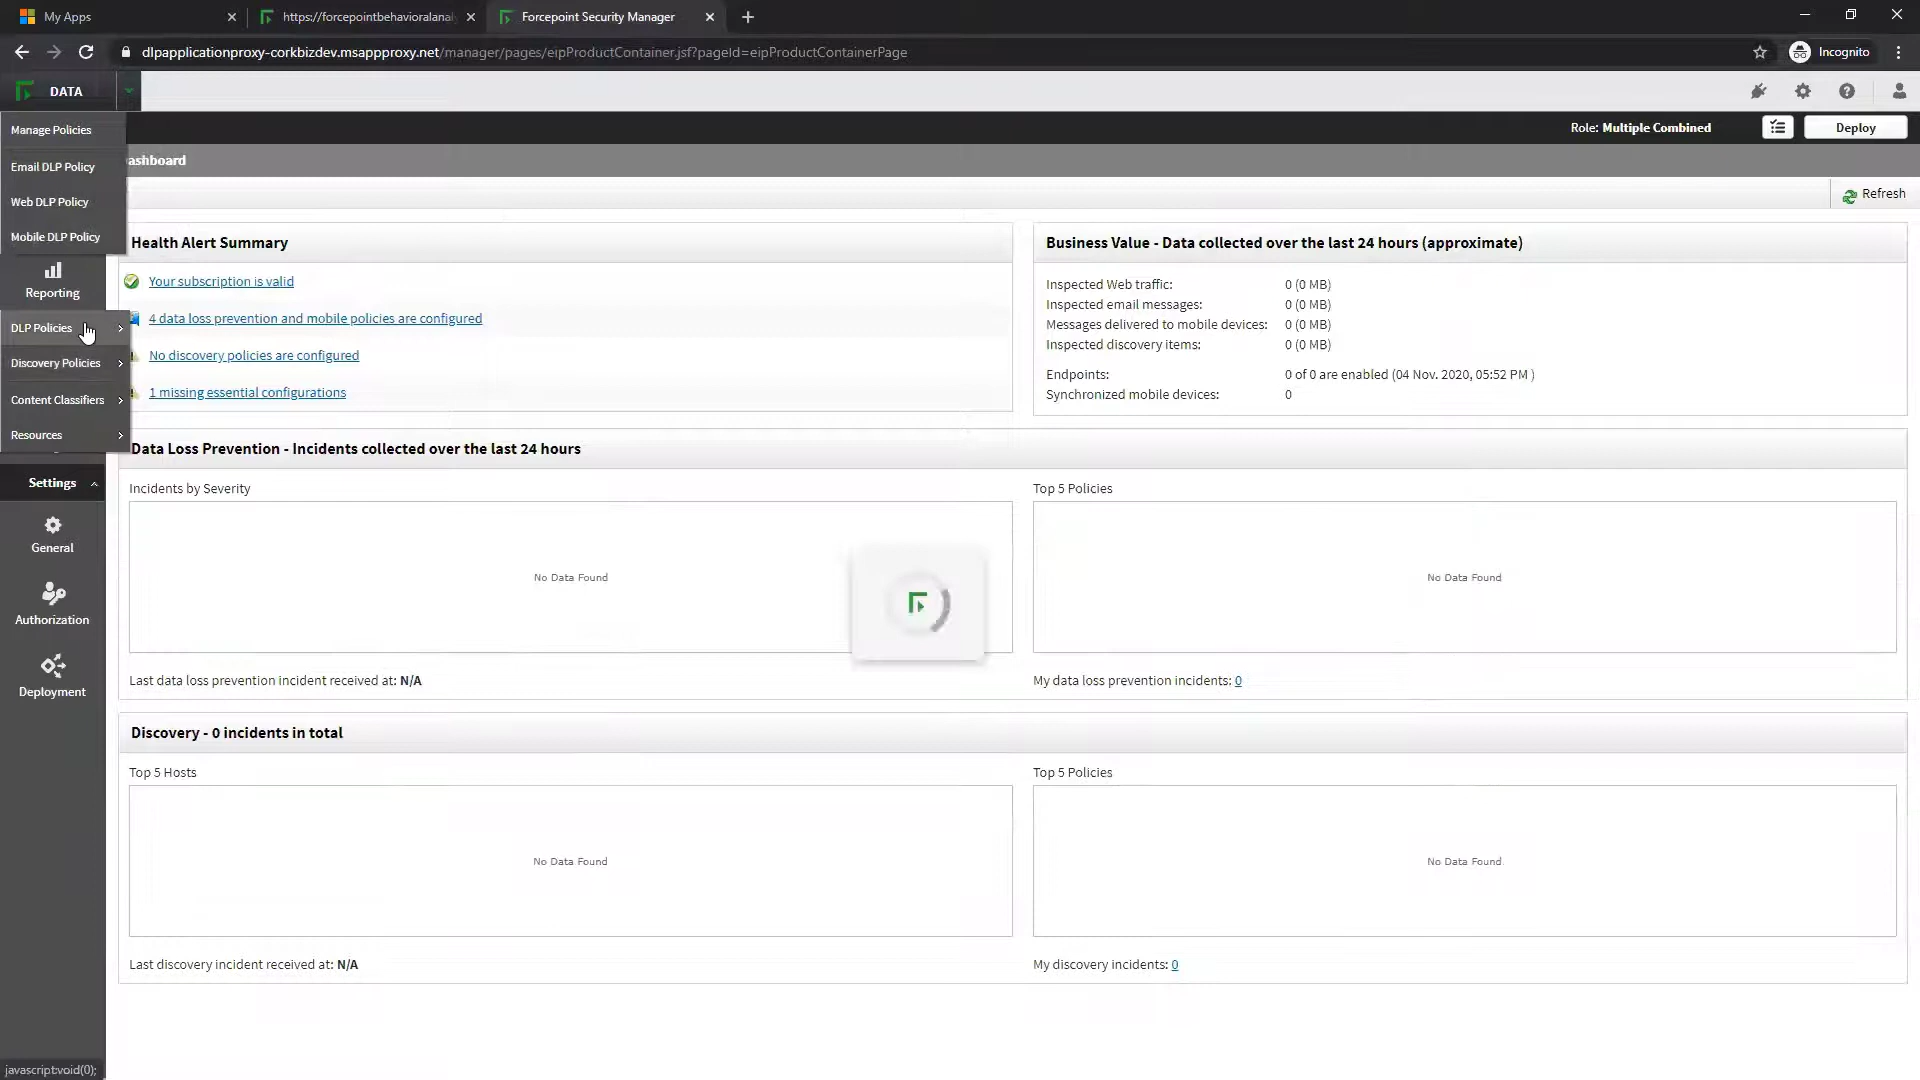 My Apps
https://forcepointbehavioralanal
Forcepoint Security Manager
dlpapplicationproxy-corkbizdev.msappproxy.net/manager/pages/eipProductContainer.jsf?pageId=eipProductContainerPage
Incognito
DATA
Manage Policies
Role: Multiple Combined
Deploy
ashboard
Email DLP Policy
Web DLP Policy
Refresh
Mobile DLP Policy
Health Alert Summary
Business Value - Data collected over the last 24 hours (approximate)
Reporting
Your subscription is valid
Inspected Web traffic: 0 (0 MB)
Inspected email messages: 0 (0 MB)
DLP Policies
4 data loss prevention and mobile policies are configured
Messages delivered to mobile devices: 0 (0 MB)
Inspected discovery items: 0 (0 MB)
Discovery Policies
No discovery policies are configured
Endpoints: 0 of 0 are enabled (04 Nov. 2020, 05:52 PM )
Content Classifiers
1 missing essential configurations
Synchronized mobile devices: 0
Resources
Data Loss Prevention - Incidents collected over the last 24 hours
Settings
Incidents by Severity
Top 5 Policies
General
No Data Found
No Data Found
Authorization
Deployment
Last data loss prevention incident received at: N/A
My data loss prevention incidents: 0
Discovery - 0 incidents in total
Top 5 Hosts
Top 5 Policies
No Data Found
No Data Found
Last discovery incident received at: N/A
My discovery incidents: 0
javascript:void(0);